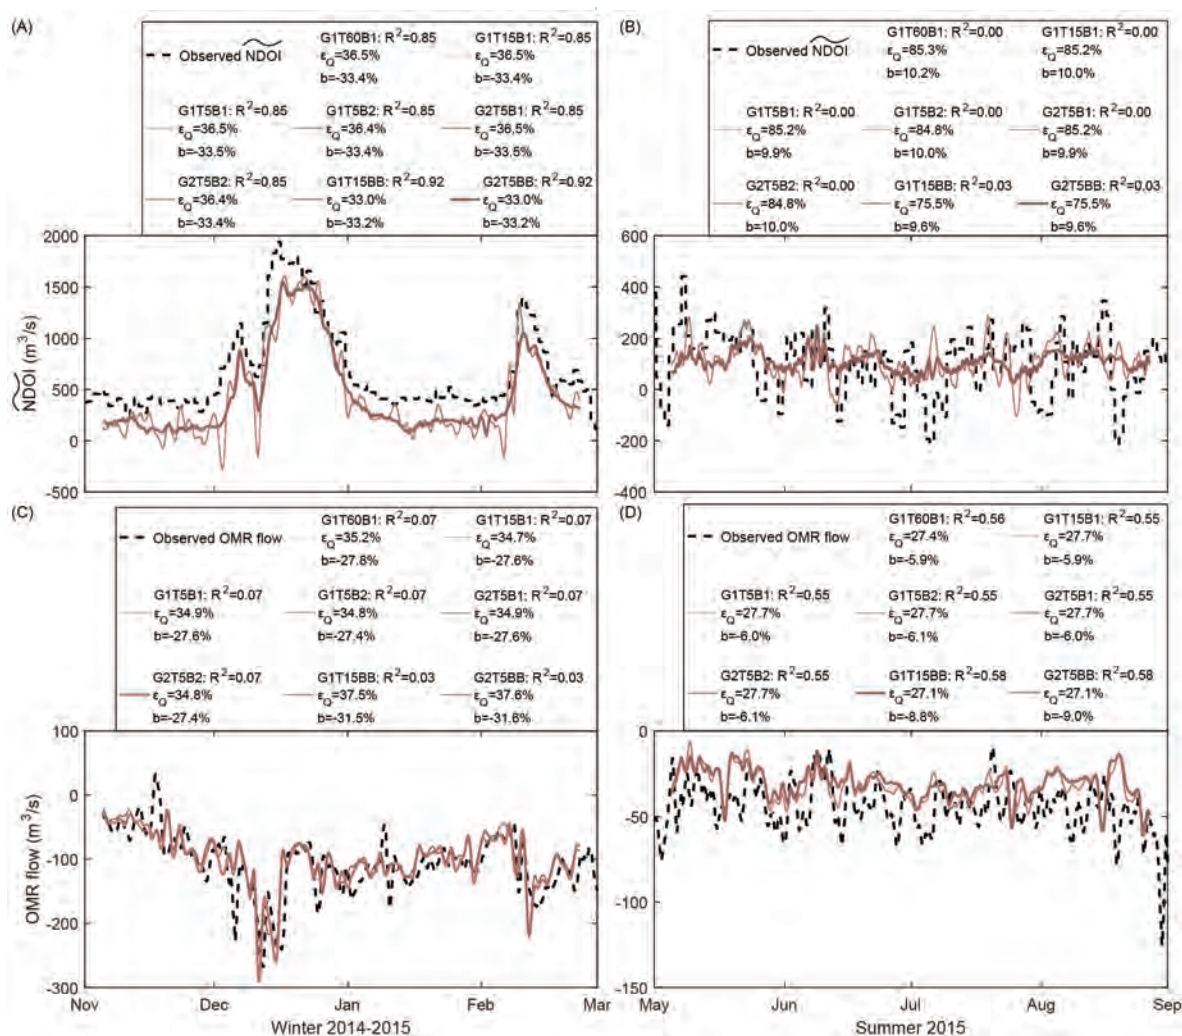 (A)
G1T60B1: R²=0.85 G1T15B1: R²=0.85
Observed NDOI ε_Q=36.5% ε_Q=36.5%
b=-33.4% b=-33.4%
G1T5B1: R²=0.85 G1T5B2: R²=0.85 G2T5B1: R²=0.85
ε_Q=36.5% ε_Q=36.4% ε_Q=36.5%
b=-33.5% b=-33.4% b=-33.5%
G2T5B2: R²=0.85 G1T15BB: R²=0.92 G2T5BB: R²=0.92
ε_Q=36.4% ε_Q=33.0% ε_Q=33.0%
b=-33.4% b=-33.2% b=-33.2%
2000
1500
1000
500
0
-500
NDOI (m³/s)
(B)
G1T60B1: R²=0.00 G1T15B1: R²=0.00
Observed NDOI ε_Q=85.3% ε_Q=85.2%
b=10.2% b=10.0%
G1T5B1: R²=0.00 G1T5B2: R²=0.00 G2T5B1: R²=0.00
ε_Q=85.2% ε_Q=84.8% ε_Q=85.2%
b=9.9% b=10.0% b=9.9%
G2T5B2: R²=0.00 G1T15BB: R²=0.03 G2T5BB: R²=0.03
ε_Q=84.8% ε_Q=75.5% ε_Q=75.5%
b=10.0% b=9.6% b=9.6%
600
400
200
0
-200
-400
(C)
G1T60B1: R²=0.07 G1T15B1: R²=0.07
Observed OMR flow ε_Q=35.2% ε_Q=34.7%
b=-27.8% b=-27.6%
G1T5B1: R²=0.07 G1T5B2: R²=0.07 G2T5B1: R²=0.07
ε_Q=34.9% ε_Q=34.8% ε_Q=34.9%
b=-27.6% b=-27.4% b=-27.6%
G2T5B2: R²=0.07 G1T15BB: R²=0.03 G2T5BB: R²=0.03
ε_Q=34.8% ε_Q=37.5% ε_Q=37.6%
b=-27.4% b=-31.5% b=-31.6%
100
0
-100
-200
-300
OMR flow (m³/s)
Nov Dec Jan Feb Mar
Winter 2014-2015
(D)
G1T60B1: R²=0.56 G1T15B1: R²=0.55
Observed OMR flow ε_Q=27.4% ε_Q=27.7%
b=-5.9% b=-5.9%
G1T5B1: R²=0.55 G1T5B2: R²=0.55 G2T5B1: R²=0.55
ε_Q=27.7% ε_Q=27.7% ε_Q=27.7%
b=-6.0% b=-6.1% b=-6.0%
G2T5B2: R²=0.55 G1T15BB: R²=0.58 G2T5BB: R²=0.58
ε_Q=27.7% ε_Q=27.1% ε_Q=27.1%
b=-6.1% b=-8.8% b=-9.0%
0
-50
-100
-150
May Jun Jul Aug Sep
Summer 2015